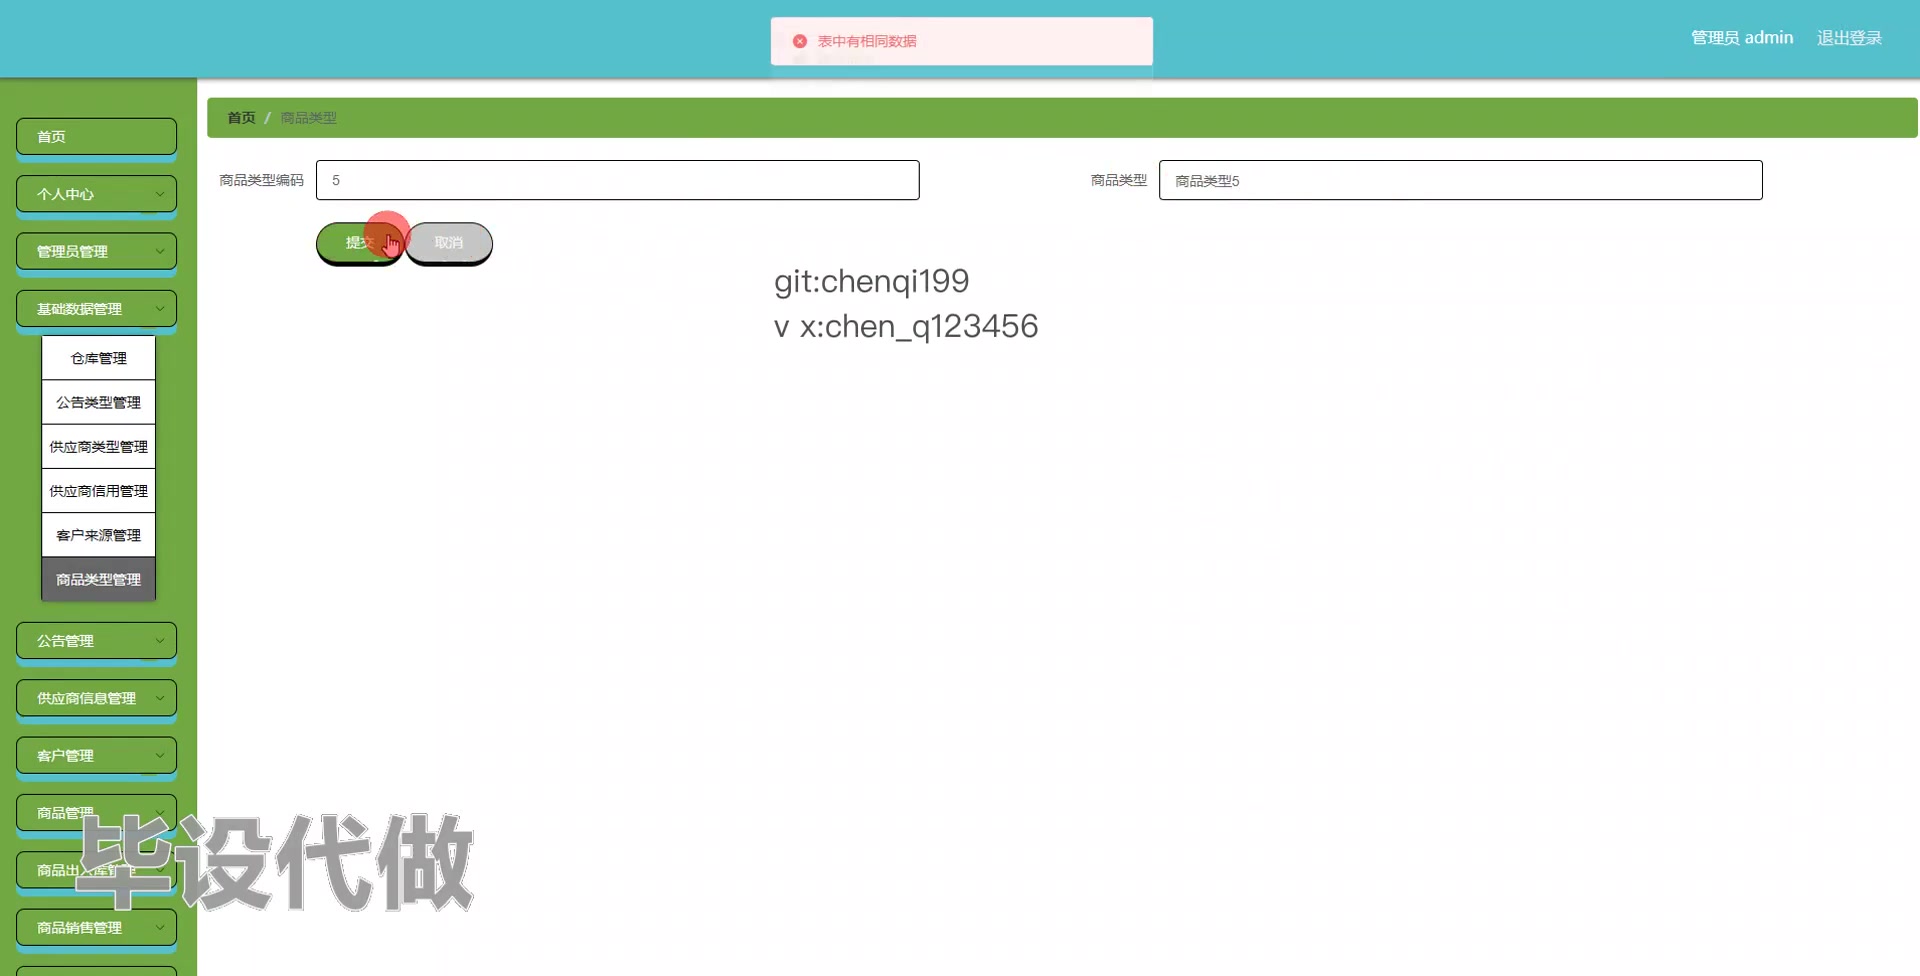 表中有相同数据
管理员 admin 退出登录
首页
个人中心
管理员管理
基础数据管理
仓库管理
公告类型管理
供应商类型管理
供应商信用管理
客户来源管理
商品类型管理
公告管理
供应商信息管理
客户管理
商品管理
商品出入库管理
商品销售管理
首页 / 商品类型
商品类型编码 5
商品类型 商品类型5
提交 取消
git:chenqi199
v x:chen_q123456
毕设代做